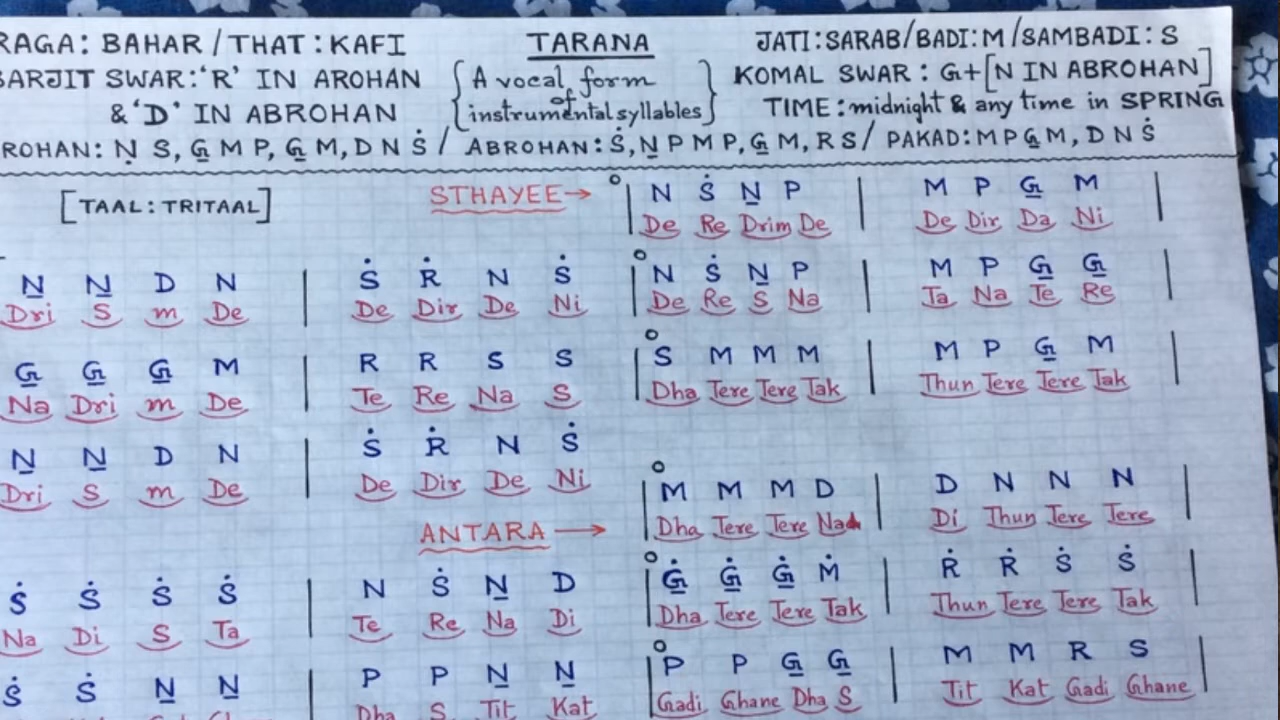 RAGA: BAHAR / THAT: KAFI TARANA JATI: SARAB/BADI: M /SAMBADI: S
BARJIT SWAR: 'R' IN AROHAN {A vocal form KOMAL SWAR: G̲+[N IN ABROHAN]
& 'D' IN ABROHAN of instrumental syllables} TIME: midnight & any time in SPRING
ROHAN: Ṇ S, G̲ M P, G̲ M, D N Ṡ / ABROHAN: Ṡ, N̲ P M P, G̲ M, R S / PAKAD: M P G̲ M, D N Ṡ
[TAAL: TRITAAL] STHAYEE→ ° | N Ṡ N̲ P | M P G̲ M |
De Re Drim De De Dir Da Ni
N̲ N̲ D N | Ṡ Ṙ N Ṡ ° | N Ṡ N̲ P | M P G̲ G̲ |
Dri S m De De Dir De Ni De Re S Na Ta Na Te Re
G̲ G̲ G̲ M | R R S S ° | S M M M | M P G̲ M |
Na Dri m De Te Re Na S Dha Tere Tere Tak Thun Tere Tere Tak
N̲ N̲ D N | Ṡ Ṙ N Ṡ
Dri S m De De Dir De Ni
° | M M M D | D N N N |
ANTARA → Dha Tere Tere Nak Di Thun Tere Tere
Ṡ Ṡ Ṡ Ṡ | N Ṡ N̲ D ° | Ġ̲ Ġ̲ Ġ̲ Ṁ | Ṙ Ṙ Ṡ Ṡ |
Na Di S Ta Te Re Na Di Dha Tere Tere Tak Thun Tere Tere Tak
Ṡ Ṡ N̲ N̲ | P P N̲ N̲ ° | P P G̲ G̲ | M M R S |
Dha S Tit Kat Gadi Ghane Dha S Tit Kat Gadi Ghane